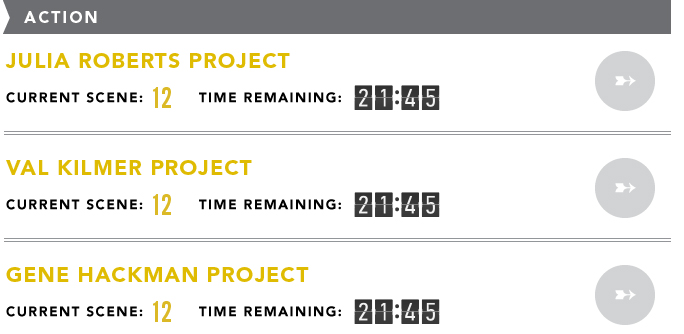 ACTION
JULIA ROBERTS PROJECT
CURRENT SCENE: 12 TIME REMAINING: 21:45
VAL KILMER PROJECT
CURRENT SCENE: 12 TIME REMAINING: 21:45
GENE HACKMAN PROJECT
CURRENT SCENE: 12 TIME REMAINING: 21:45